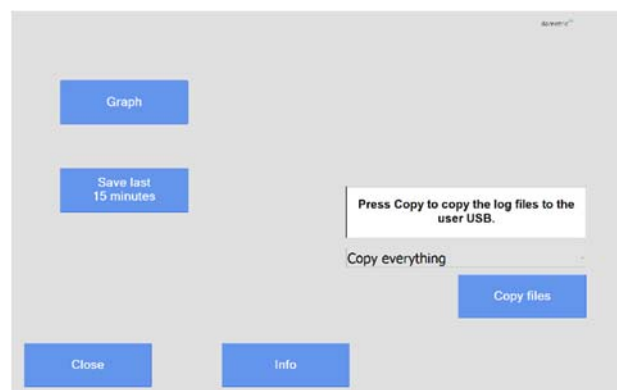 Graph
Save last
15 minutes
Press Copy to copy the log files to the
user USB.
Copy everything
Copy files
Close
Info